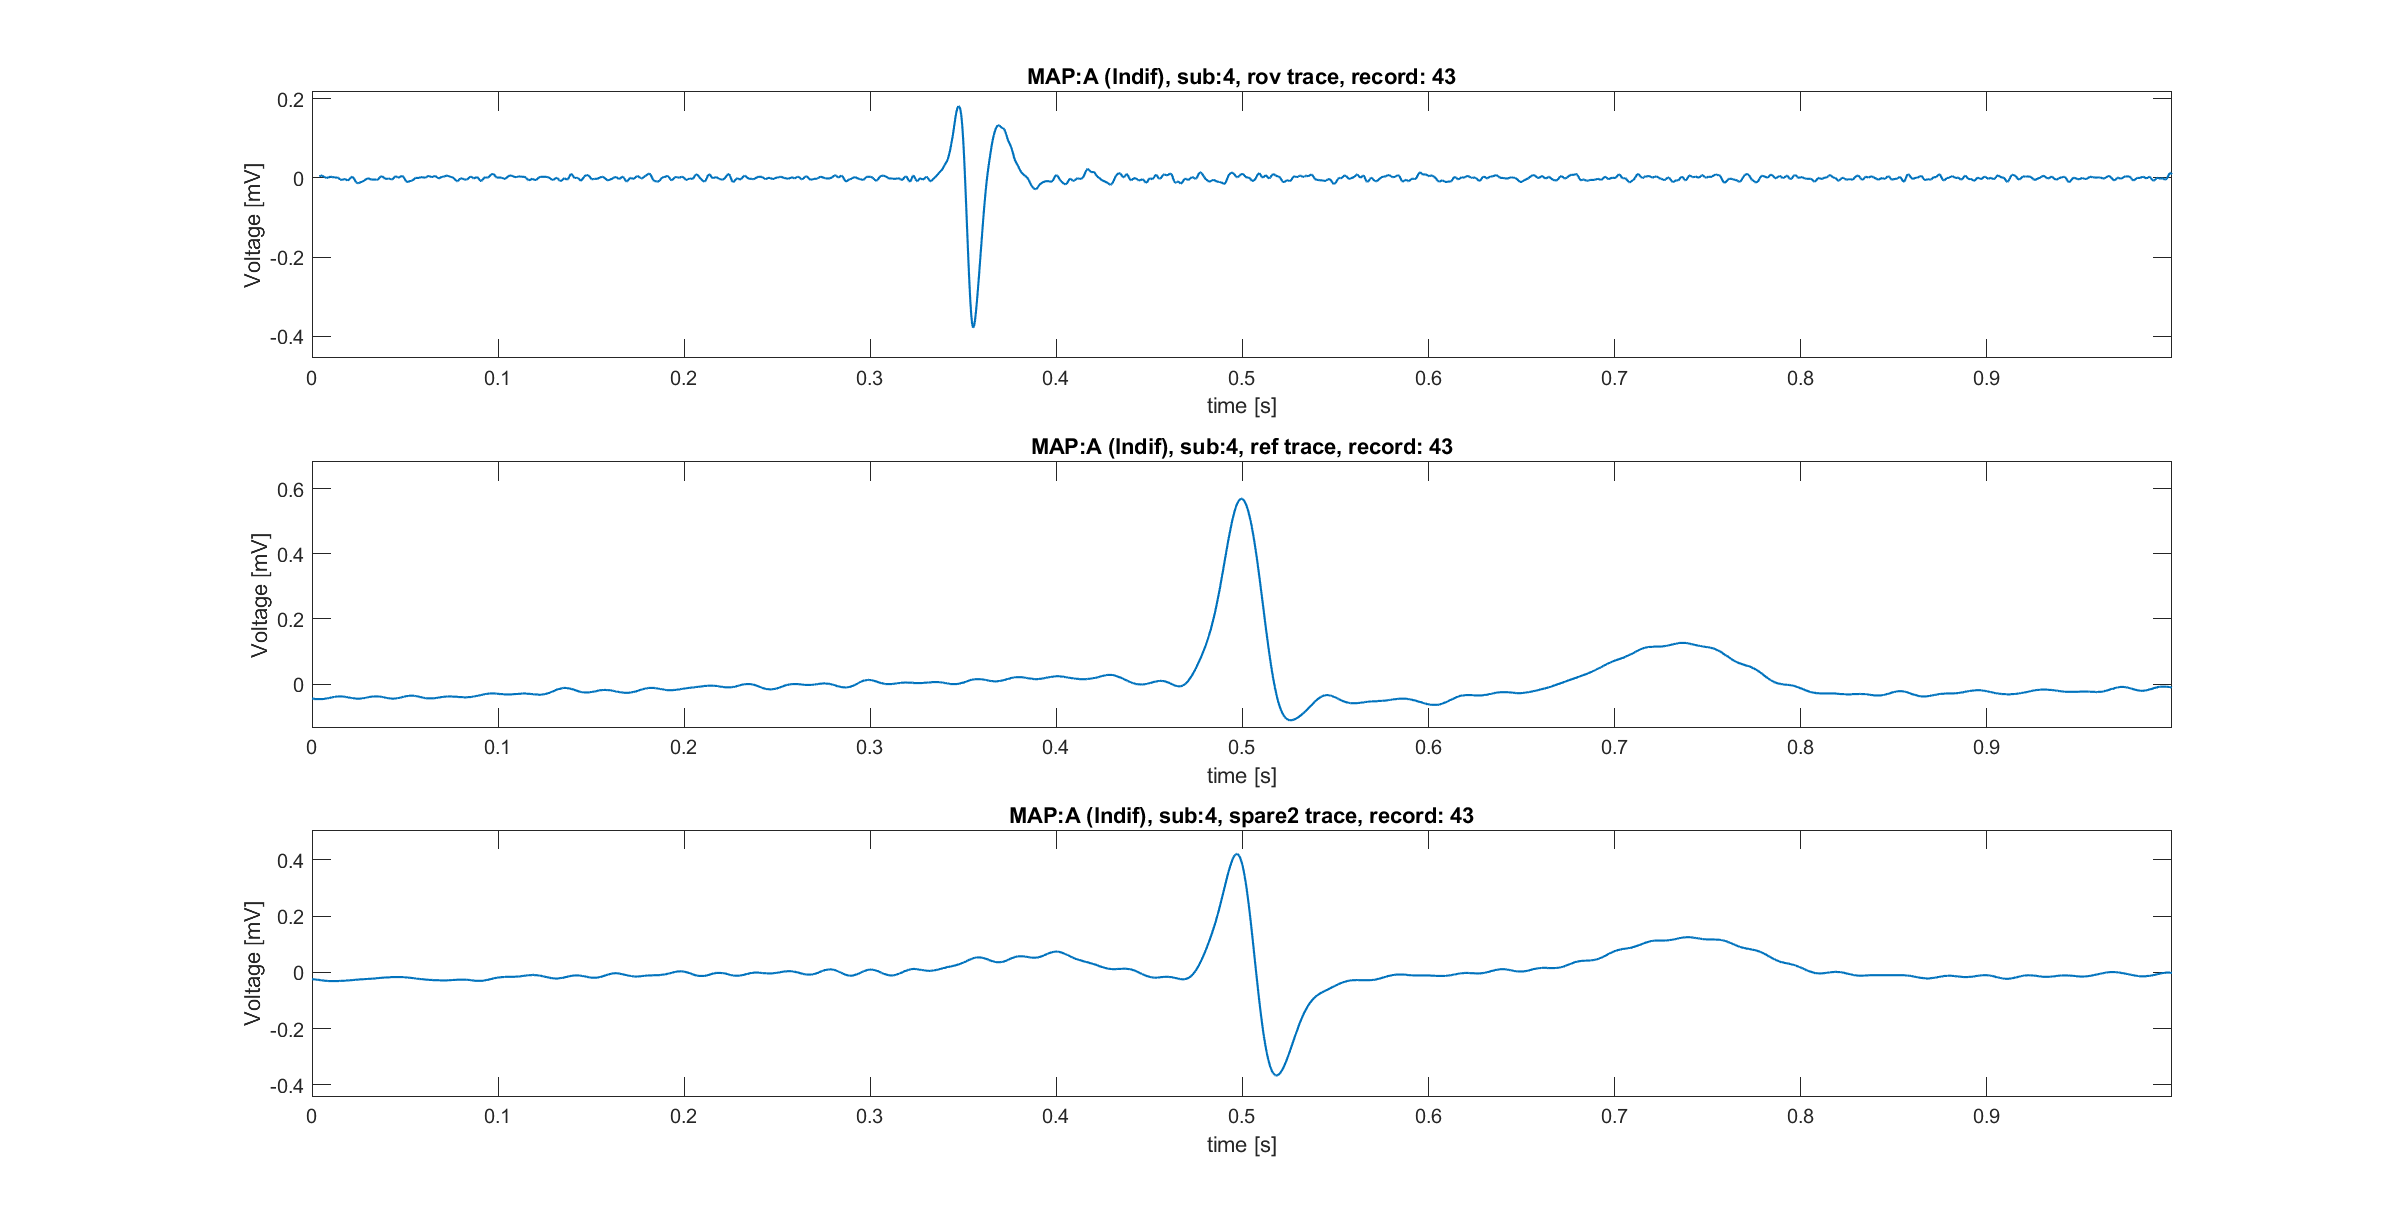 MAP:A (Indif), sub:4, rov trace, record: 43
Voltage [mV]
0.2
0
-0.2
-0.4
0 0.1 0.2 0.3 0.4 0.5 0.6 0.7 0.8 0.9
time [s]
MAP:A (Indif), sub:4, ref trace, record: 43
Voltage [mV]
0.6
0.4
0.2
0
0 0.1 0.2 0.3 0.4 0.5 0.6 0.7 0.8 0.9
time [s]
MAP:A (Indif), sub:4, spare2 trace, record: 43
Voltage [mV]
0.4
0.2
0
-0.2
-0.4
0 0.1 0.2 0.3 0.4 0.5 0.6 0.7 0.8 0.9
time [s]